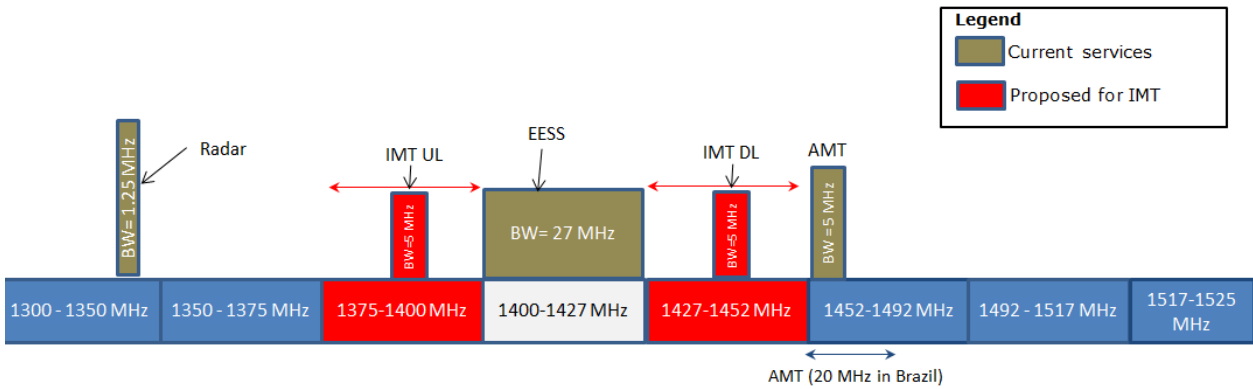 Legend
Current services
Proposed for IMT
BW= 1.25 MHz
Radar
IMT UL
BW=5 MHz
EESS
BW= 27 MHz
IMT DL
BW=5 MHz
AMT
BW =5 MHz
1300 - 1350 MHz
1350 - 1375 MHz
1375-1400 MHz
1400-1427 MHz
1427-1452 MHz
1452-1492 MHz
1492 - 1517 MHz
1517-1525
MHz
AMT (20 MHz in Brazil)